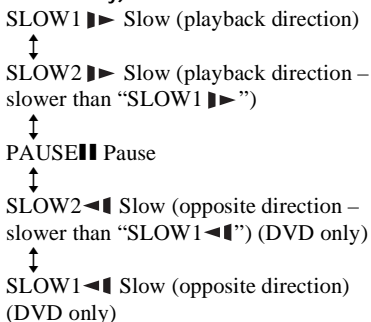 SLOW1 ▮► Slow (playback direction)
↕
SLOW2 ▮► Slow (playback direction –
slower than “SLOW1 ▮►”)
↕
PAUSE▮▮ Pause
↕
SLOW2◄▮ Slow (opposite direction –
slower than “SLOW1◄▮”) (DVD only)
↕
SLOW1◄▮ Slow (opposite direction)
(DVD only)